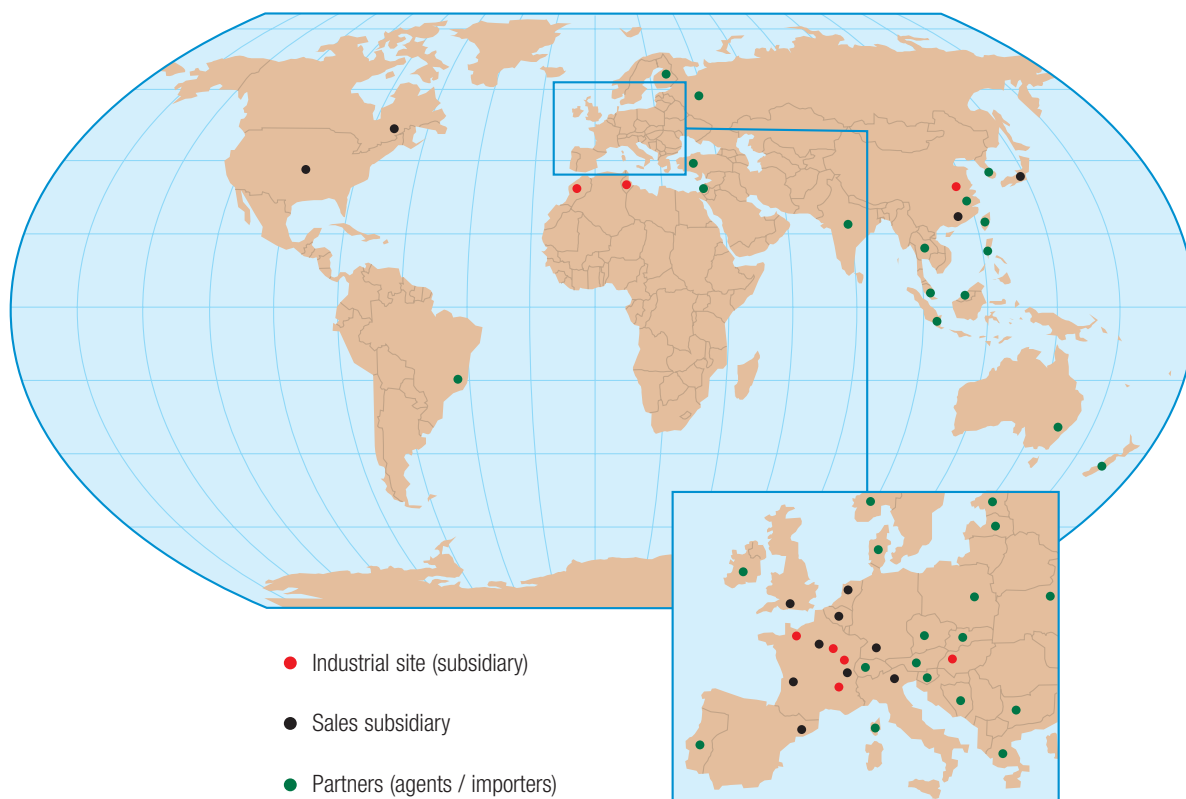 Industrial site (subsidiary)
Sales subsidiary
Partners (agents / importers)